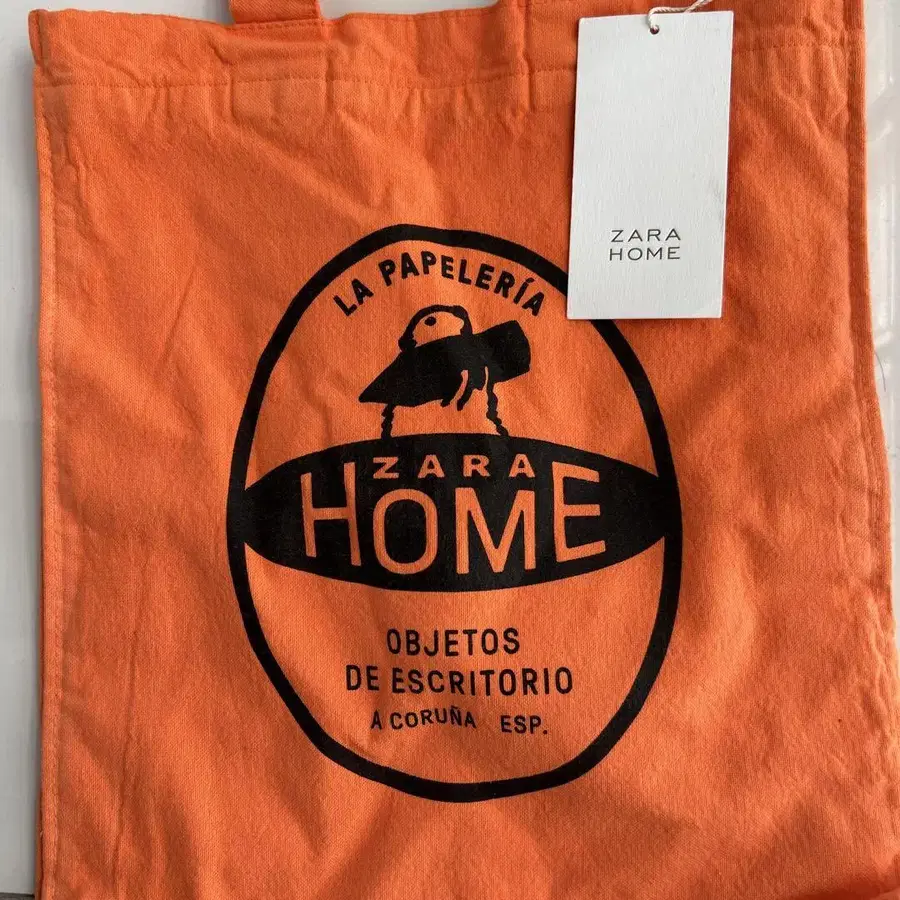 ZARA
HOME
LA PAPELERÍA
ZARA
HOME
OBJETOS
DE ESCRITORIO
A CORUÑA ESP.